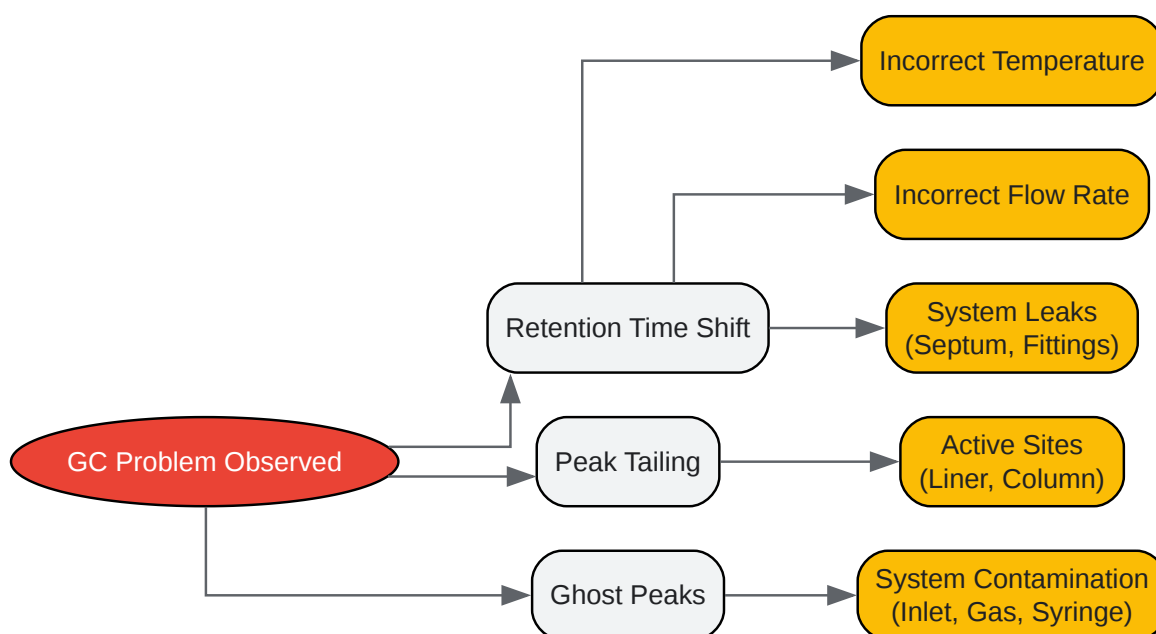 Incorrect Temperature
Incorrect Flow Rate
Retention Time Shift
System Leaks
(Septum, Fittings)
GC Problem Observed
Peak Tailing
Active Sites
(Liner, Column)
Ghost Peaks
System Contamination
(Inlet, Gas, Syringe)